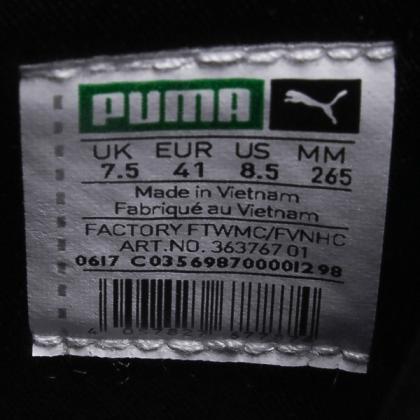 PUMA
UK EUR US MM
7.5 41 8.5 265
Made in Vietnam
Fabriqué au Vietnam
FACTORY FTWMC/FVNHC
ART.NO. 363767 01
0617 C035698700001298